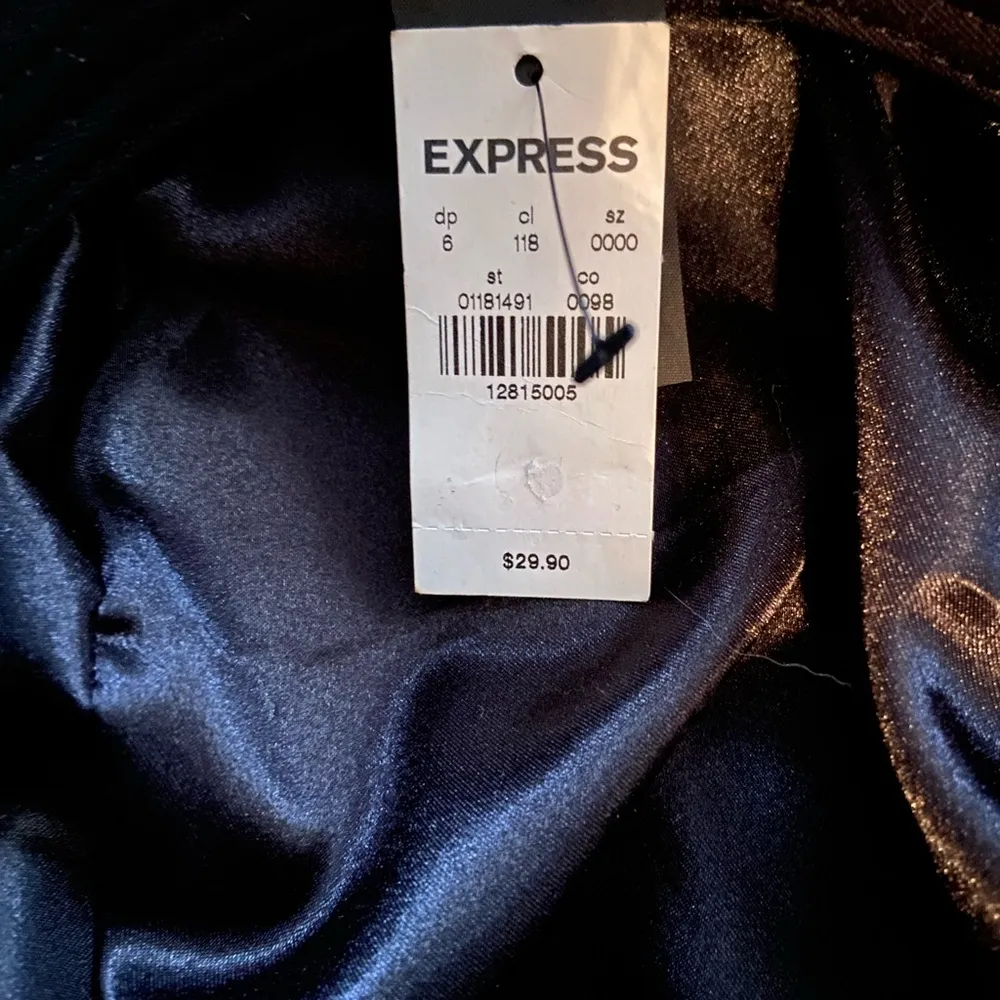 EXPRESS
dp cl sz
6 118 0000
st co
01181491 0098
12815005
$29.90